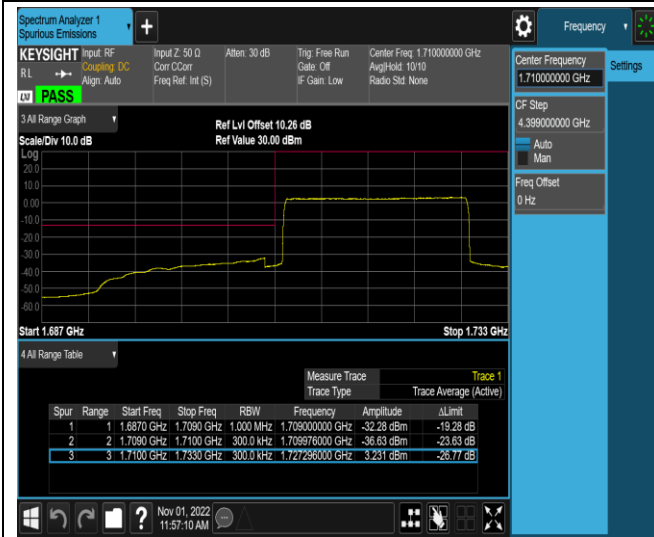 Spectrum Analyzer 1
Spurious Emissions
Frequency
KEYSIGHT
RL
LXI
PASS
Input: RF
Coupling: DC
Align: Auto
Input Z: 50 Ω
Corr CCorr
Freq Ref: Int (S)
Atten: 30 dB
Trig: Free Run
Gate: Off
IF Gain: Low
Center Freq: 1.710000000 GHz
Avg|Hold: 10/10
Radio Std: None
Center Frequency
1.710000000 GHz
Settings
CF Step
4.399000000 GHz
Auto
Man
Freq Offset
0 Hz
3 All Range Graph
Scale/Div 10.0 dB
Ref Lvl Offset 10.26 dB
Ref Value 30.00 dBm
Log
20.0
10.0
0.00
-10.0
-20.0
-30.0
-40.0
-50.0
-60.0
Start 1.687 GHz
Stop 1.733 GHz
4 All Range Table
Measure Trace Trace 1
Trace Type Trace Average (Active)
Spur Range Start Freq Stop Freq RBW Frequency Amplitude ΔLimit
1 1 1.6870 GHz 1.7090 GHz 1.000 MHz 1.709000000 GHz -32.28 dBm -19.28 dB
2 2 1.7090 GHz 1.7100 GHz 300.0 kHz 1.709976000 GHz -36.63 dBm -23.63 dB
3 3 1.7100 GHz 1.7330 GHz 300.0 kHz 1.727296000 GHz 3.231 dBm -26.77 dB
Nov 01, 2022
11:57:10 AM